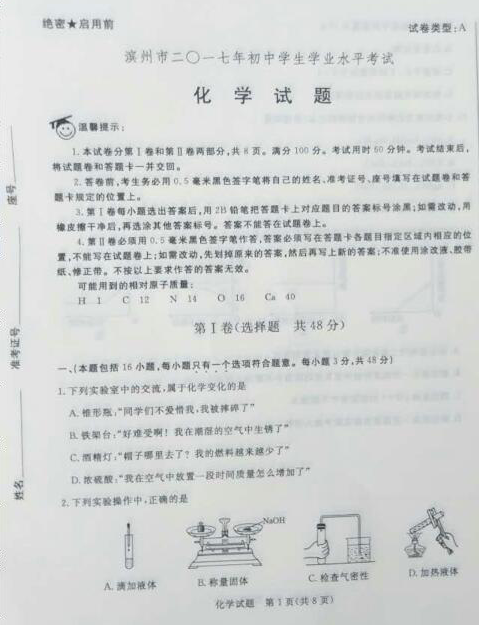 绝密★启用前
试卷类型:A
滨州市二〇一七年初中学生学业水平考试
化 学 试 题
温馨提示:
1.本试卷分第Ⅰ卷和第Ⅱ卷两部分,共 8 页。满分 100 分。考试用时 60 分钟。考试结束后,
将试题卷和答题卡一并交回。
2.答卷前,考生务必用 0.5 毫米黑色签字笔将自己的姓名、准考证号、座号填写在试题卷和答
题卡规定的位置上。
3.第Ⅰ卷每小题选出答案后,用 2B 铅笔把答题卡上对应题目的答案标号涂黑;如需改动,用
橡皮擦干净后,再选涂其他答案标号。答案不能答在试题卷上。
4.第Ⅱ卷必须用 0.5 毫米黑色签字笔作答,答案必须写在答题卡各题目指定区域内相应的位
置,不能写在试题卷上;如需改动,先划掉原来的答案,然后再写上新的答案;不准使用涂改液、胶带
纸、修正带。不按以上要求作答的答案无效。
可能用到的相对原子质量:
H 1 C 12 N 14 O 16 Ca 40
第Ⅰ卷(选择题 共 48 分)
一、(本题包括 16 小题,每小题只有一个选项符合题意。每小题 3 分,共 48 分)
1.下列实验室中的交流,属于化学变化的是
A.锥形瓶:“同学们不爱惜我,我被摔碎了”
B.铁架台:“好难受啊!我在潮湿的空气中生锈了”
C.酒精灯:“帽子哪里去了?我的燃料越来越少了”
D.浓硫酸:“我在空气中放置一段时间质量怎么增加了”
2.下列实验操作中,正确的是
NaOH
A.滴加液体
B.称量固体
C.检查气密性
D.加热液体
化学试题 第 1 页(共 8 页)
座号
准考证号
姓名